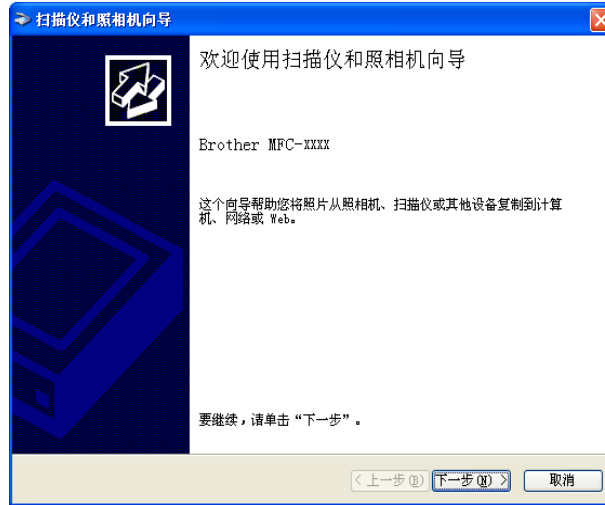 扫描仪和照相机向导
欢迎使用扫描仪和照相机向导
Brother MFC-XXXX
这个向导帮助您将照片从照相机、扫描仪或其他设备复制到计算
机、网络或 Web。
要继续，请单击“下一步”。
< 上一步(B) 下一步(N) > 取消